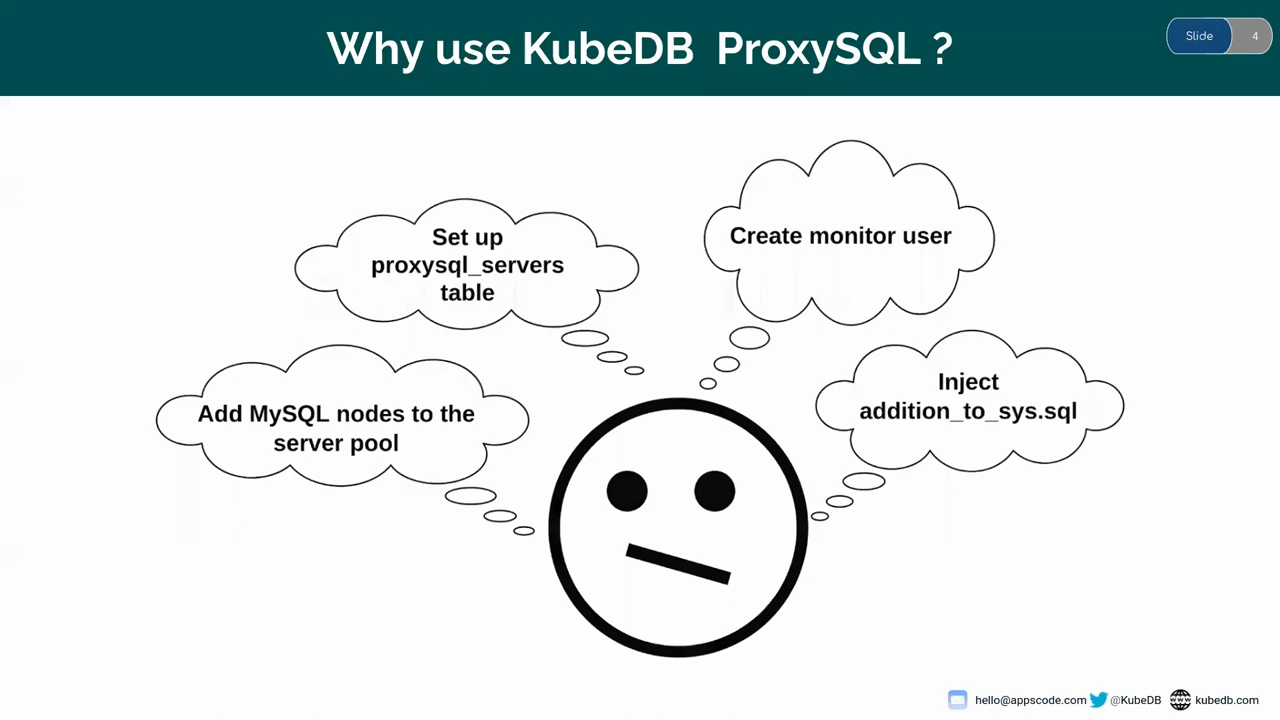 Why use KubeDB ProxySQL ?
Slide 4
Set up
proxysql_servers
table
Create monitor user
Add MySQL nodes to the
server pool
Inject
addition_to_sys.sql
hello@appscode.com @KubeDB www kubedb.com